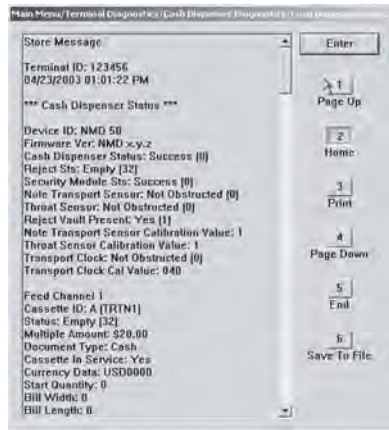 Main Menu/Terminal Diagnostics/Cash Dispenser Diagnostics/
Store Message
Terminal ID: 123456
04/23/2003 01:01:22 PM
*** Cash Dispenser Status ***
Device ID: NMD 50
Firmware Ver: NMD x.y.z
Cash Dispenser Status: Success (0)
Reject Sts: Empty (32)
Security Module Sts: Success (0)
Note Transport Sensor: Not Obstructed (0)
Throat Sensor: Not Obstructed (0)
Reject Vault Present: Yes (1)
Note Transport Sensor Calibration Value: 1
Throat Sensor Calibration Value: 1
Transport Clock: Not Obstructed (0)
Transport Clock Cal Value: 040
Feed Channel 1
Cassette ID: A (TRTN1)
Status: Empty (32)
Multiple Amount: $20.00
Document Type: Cash
Cassette In Service: Yes
Currency Data: USD0000
Start Quantity: 0
Bill Width: 0
Bill Length: 0
Enter
1
Page Up
2
Home
3
Print
4
Page Down
5
End
6
Save To File